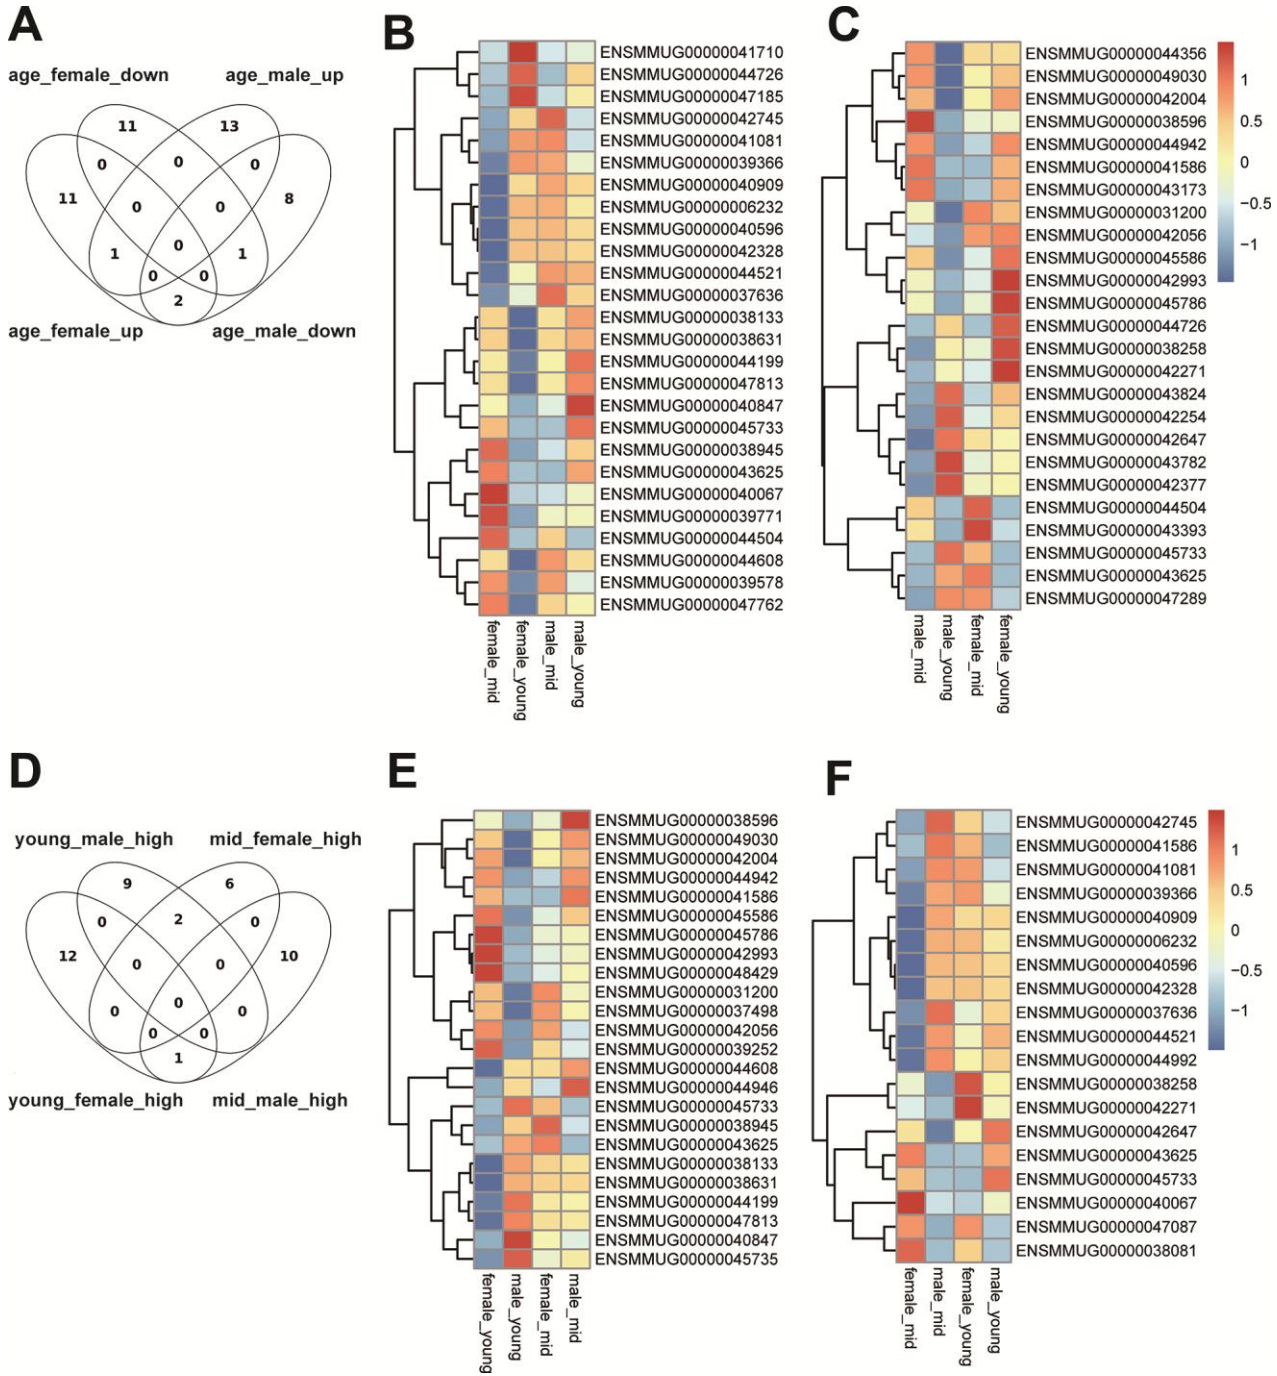 A
age_female_down age_male_up
11 13
0 0 0
11 0 0 8
1 0 1
0 0
2
age_female_up age_male_down
B
ENSMMUG00000041710
ENSMMUG00000044726
ENSMMUG00000047185
ENSMMUG00000042745
ENSMMUG00000041081
ENSMMUG00000039366
ENSMMUG00000040909
ENSMMUG00000006232
ENSMMUG00000040596
ENSMMUG00000042328
ENSMMUG00000044521
ENSMMUG00000037636
ENSMMUG00000038133
ENSMMUG00000038631
ENSMMUG00000044199
ENSMMUG00000047813
ENSMMUG00000040847
ENSMMUG00000045733
ENSMMUG00000038945
ENSMMUG00000043625
ENSMMUG00000040067
ENSMMUG00000039771
ENSMMUG00000044504
ENSMMUG00000044608
ENSMMUG00000039578
ENSMMUG00000047762
female_mid
female_young
male_mid
male_young
C
ENSMMUG00000044356
ENSMMUG00000049030
ENSMMUG00000042004
ENSMMUG00000038596
ENSMMUG00000044942
ENSMMUG00000041586
ENSMMUG00000043173
ENSMMUG00000031200
ENSMMUG00000042056
ENSMMUG00000045586
ENSMMUG00000042993
ENSMMUG00000045786
ENSMMUG00000044726
ENSMMUG00000038258
ENSMMUG00000042271
ENSMMUG00000043824
ENSMMUG00000042254
ENSMMUG00000042647
ENSMMUG00000043782
ENSMMUG00000042377
ENSMMUG00000044504
ENSMMUG00000043393
ENSMMUG00000045733
ENSMMUG00000043625
ENSMMUG00000047289
male_mid
male_young
female_mid
female_young
1
0.5
0
−0.5
−1
D
young_male_high mid_female_high
9 6
0 2 0
12 0 0 10
0 0 0
0 0
1
young_female_high mid_male_high
E
ENSMMUG00000038596
ENSMMUG00000049030
ENSMMUG00000042004
ENSMMUG00000044942
ENSMMUG00000041586
ENSMMUG00000045586
ENSMMUG00000045786
ENSMMUG00000042993
ENSMMUG00000048429
ENSMMUG00000031200
ENSMMUG00000037498
ENSMMUG00000042056
ENSMMUG00000039252
ENSMMUG00000044608
ENSMMUG00000044946
ENSMMUG00000045733
ENSMMUG00000038945
ENSMMUG00000043625
ENSMMUG00000038133
ENSMMUG00000038631
ENSMMUG00000044199
ENSMMUG00000047813
ENSMMUG00000040847
ENSMMUG00000045735
female_young
male_young
female_mid
male_mid
F
ENSMMUG00000042745
ENSMMUG00000041586
ENSMMUG00000041081
ENSMMUG00000039366
ENSMMUG00000040909
ENSMMUG00000006232
ENSMMUG00000040596
ENSMMUG00000042328
ENSMMUG00000037636
ENSMMUG00000044521
ENSMMUG00000044992
ENSMMUG00000038258
ENSMMUG00000042271
ENSMMUG00000042647
ENSMMUG00000043625
ENSMMUG00000045733
ENSMMUG00000040067
ENSMMUG00000047087
ENSMMUG00000038081
female_mid
male_mid
female_young
male_young
1
0.5
0
−0.5
−1